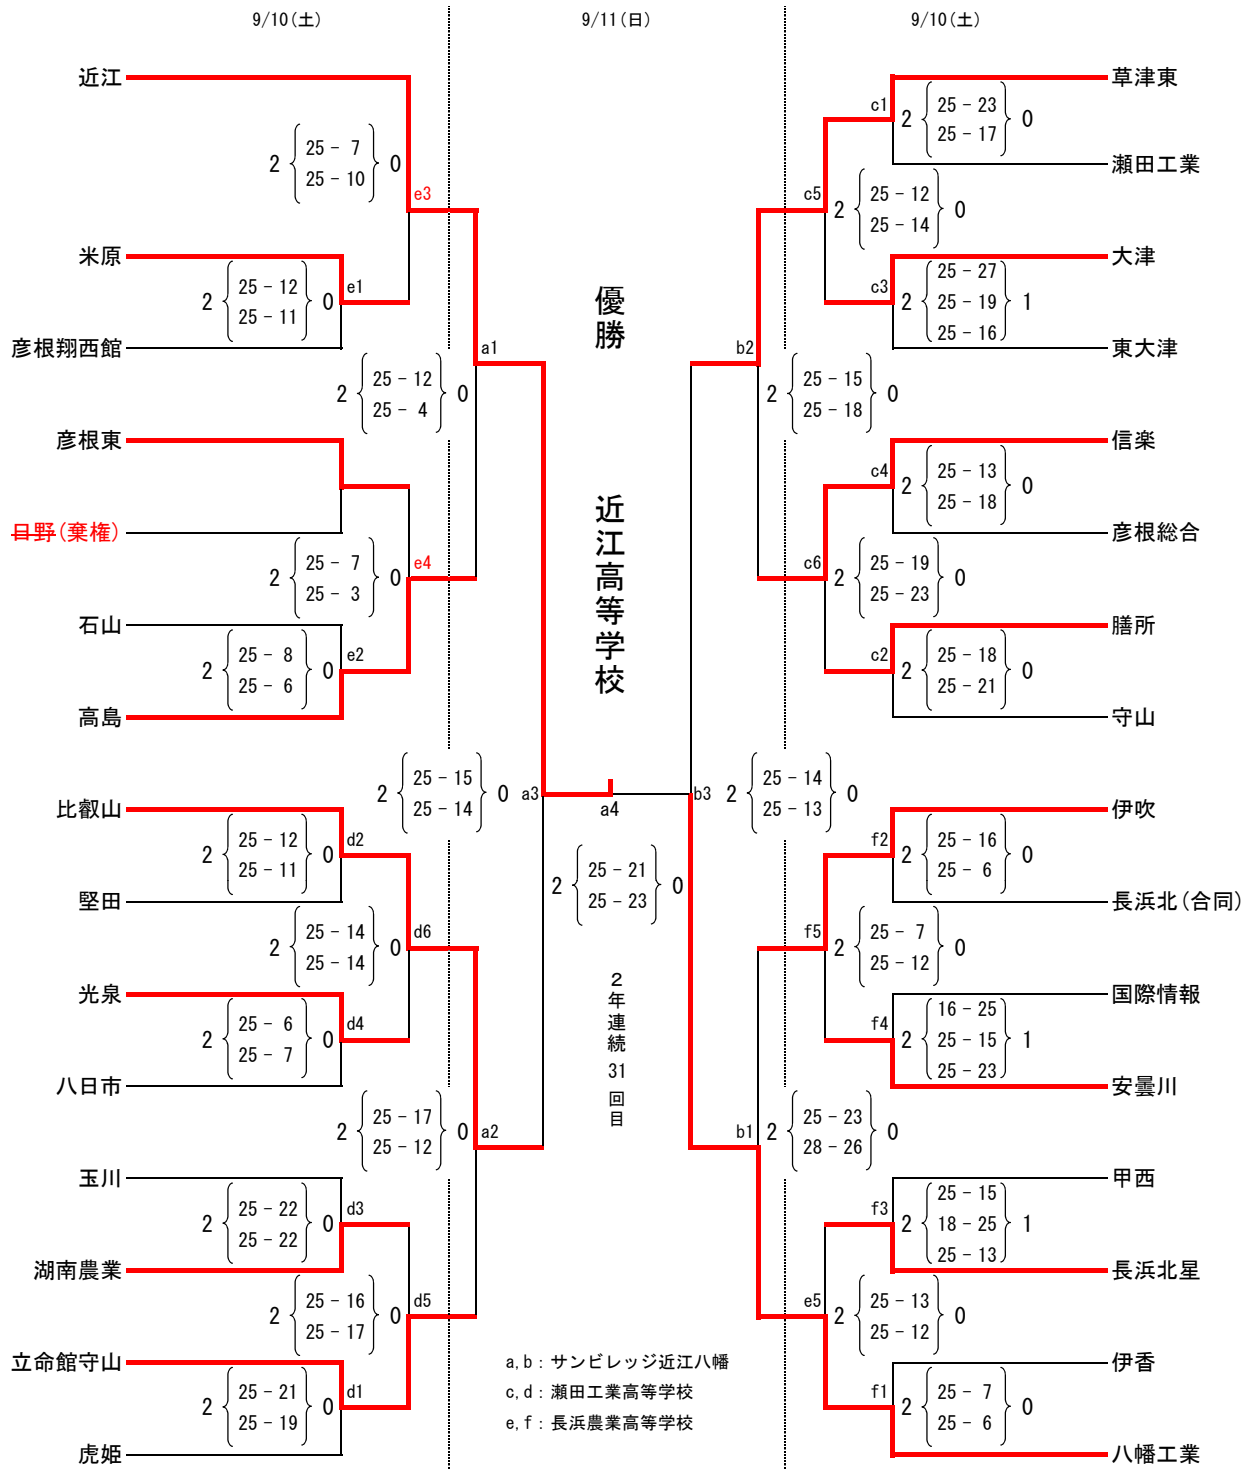 9/10(土)
9/11(日)
9/10(土)
近江
2 25 - 7 0
25 - 10
e3
米原
2 25 - 12 0
25 - 11
e1
彦根翔西館
2 25 - 12 0
25 - 4
a1
彦根東
日野(棄権)
2 25 - 7 0
25 - 3
e4
石山
2 25 - 8 0
25 - 6
e2
高島
2 25 - 15 0
25 - 14
a3
比叡山
2 25 - 12 0
25 - 11
d2
堅田
2 25 - 14 0
25 - 14
d6
光泉
2 25 - 6 0
25 - 7
d4
八日市
2 25 - 17 0
25 - 12
a2
玉川
2 25 - 22 0
25 - 22
d3
湖南農業
2 25 - 16 0
25 - 17
d5
立命館守山
2 25 - 21 0
25 - 19
d1
虎姫
優勝
近江高等学校
a4
2 25 - 21 0
25 - 23
2年連続31回目
a,b:サンビレッジ近江八幡
c,d:瀬田工業高等学校
e,f:長浜農業高等学校
草津東
c1
2 25 - 23 0
25 - 17
瀬田工業
c5
2 25 - 12 0
25 - 14
大津
c3
2 25 - 27 1
25 - 19
25 - 16
東大津
b2
2 25 - 15 0
25 - 18
信楽
c4
2 25 - 13 0
25 - 18
彦根総合
c6
2 25 - 19 0
25 - 23
膳所
c2
2 25 - 18 0
25 - 21
守山
b3
2 25 - 14 0
25 - 13
伊吹
f2
2 25 - 16 0
25 - 6
長浜北(合同)
f5
2 25 - 7 0
25 - 12
国際情報
f4
2 16 - 25 1
25 - 15
25 - 23
安曇川
b1
2 25 - 23 0
28 - 26
甲西
f3
2 25 - 15 1
18 - 25
25 - 13
長浜北星
e5
2 25 - 13 0
25 - 12
伊香
f1
2 25 - 7 0
25 - 6
八幡工業